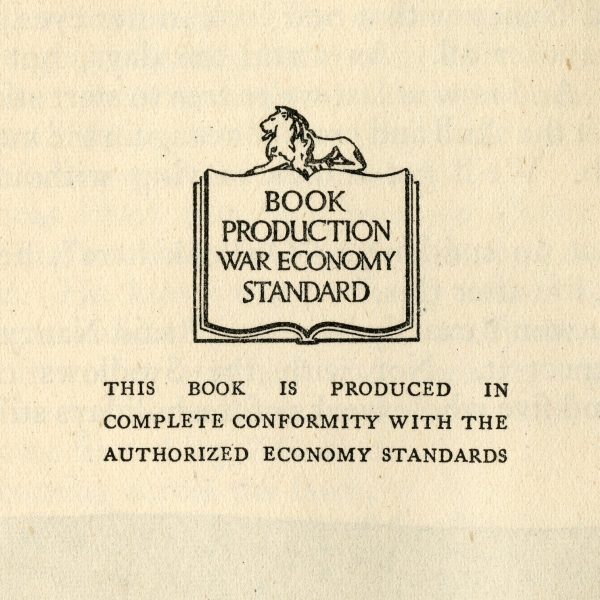 BOOK
PRODUCTION
WAR ECONOMY
STANDARD
THIS BOOK IS PRODUCED IN
COMPLETE CONFORMITY WITH THE
AUTHORIZED ECONOMY STANDARDS